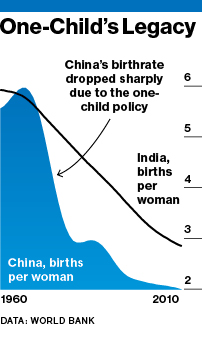 One-Child's Legacy
China's birthrate
dropped sharply
due to the one-
child policy
6
5
India,
births
per
woman
4
3
China, births
per woman
2
1960
2010
DATA: WORLD BANK